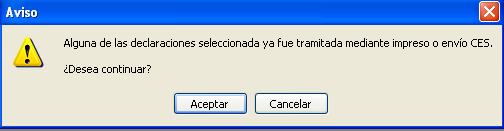 Aviso
Alguna de las declaraciones seleccionada ya fue tramitada mediante impreso o envío CES.
¿Desea continuar?
Aceptar
Cancelar